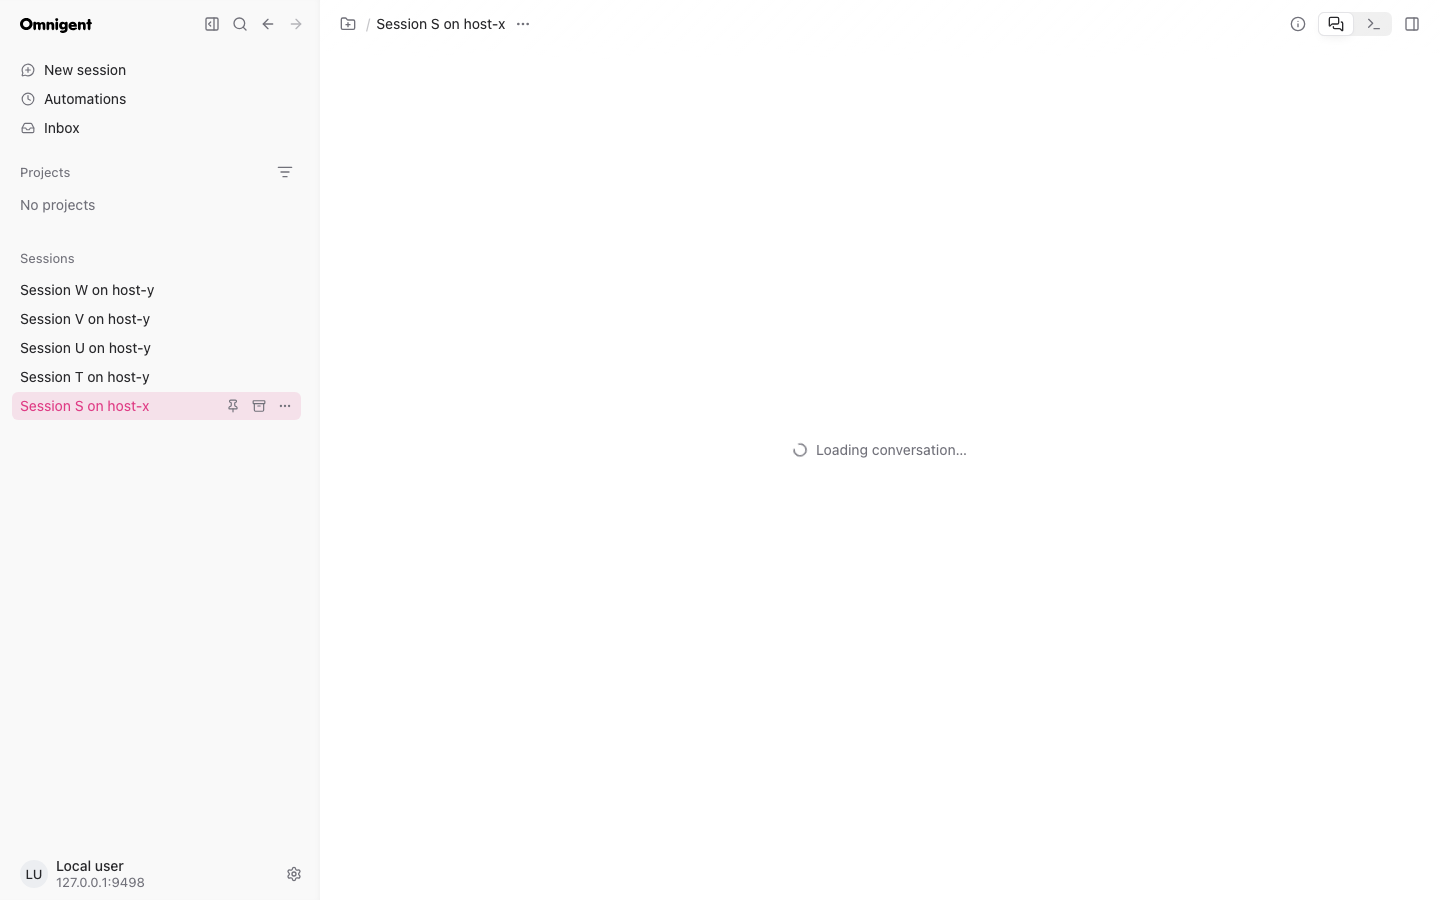 Omnigent
/ Session S on host-x
New session
Automations
Inbox
Projects
No projects
Sessions
Session W on host-y
Session V on host-y
Session U on host-y
Session T on host-y
Session S on host-x
Loading conversation...
LU
Local user
127.0.0.1:9498